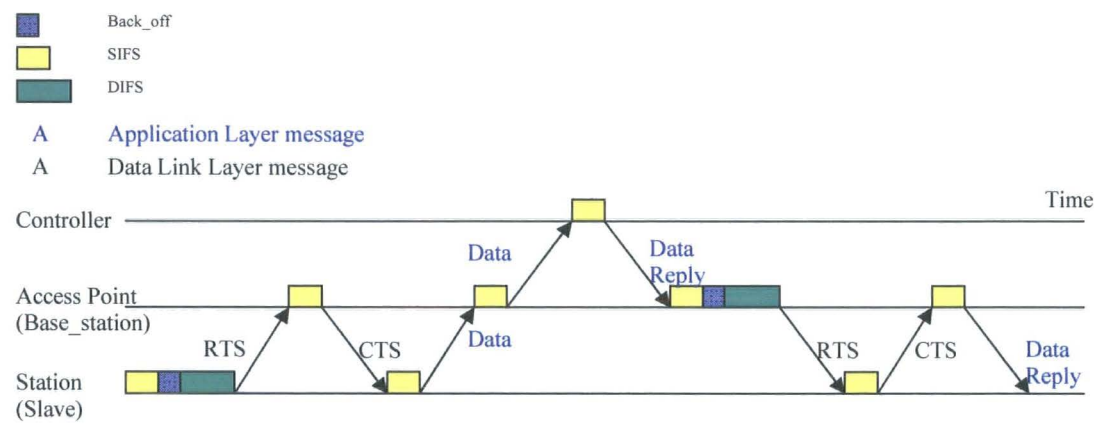 Back_off
SIFS
DIFS
A Application Layer message
A Data Link Layer message
Time
Controller
Data
Data
Reply
Access Point
(Base_station)
RTS
CTS
Data
RTS
CTS
Data
Reply
Station
(Slave)